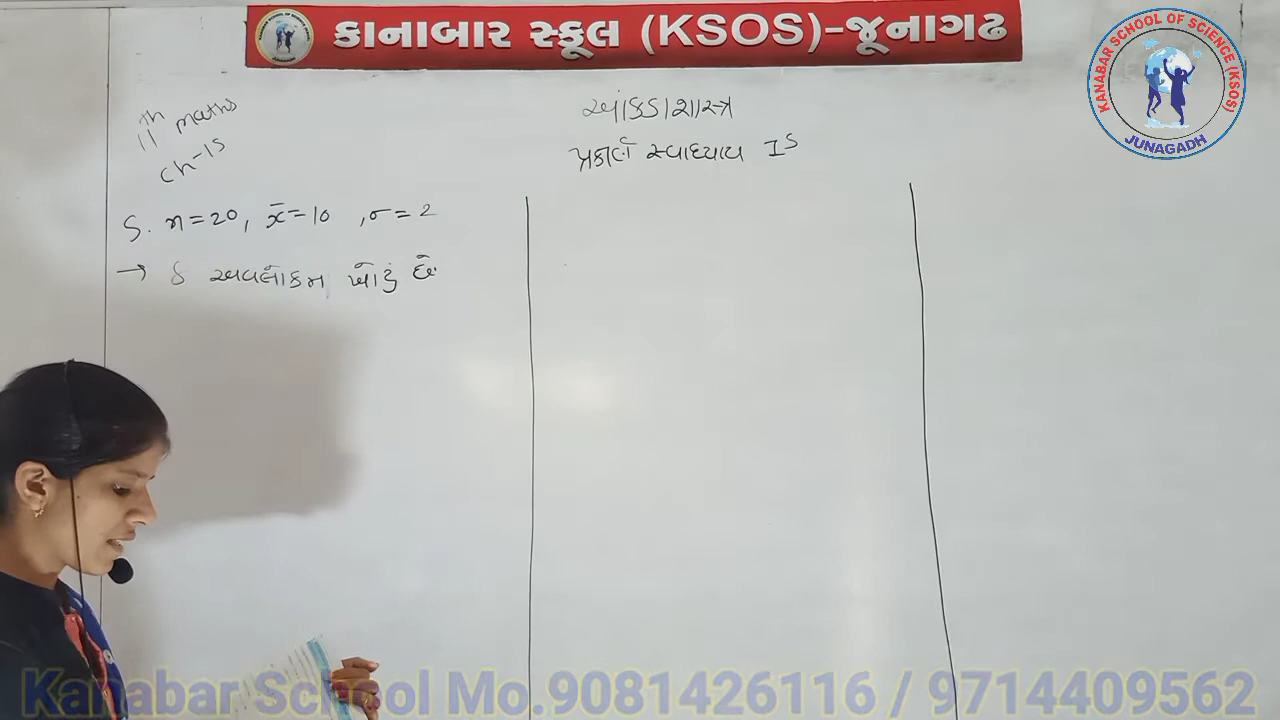 કાનાબાર સ્કૂલ (KSOS)-જૂનાગઢ
KANABAR SCHOOL OF SCIENCE (KSOS)
JUNAGADH
11th maths
ch-15
આંકડાશાસ્ત્ર
પ્રકીર્ણ સ્વાધ્યાય 15
5. n=20, x̄=10, σ=2
→ 8 અવલોકન ખોટું છે
Kanabar School Mo.9081426116 / 9714409562